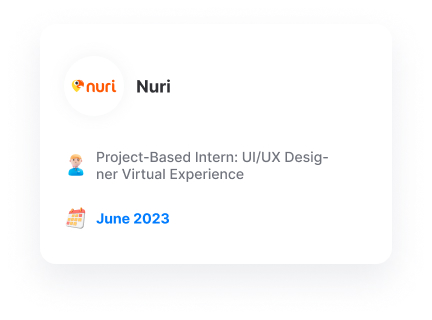 nuri
Nuri
Project-Based Intern: UI/UX Desig-
ner Virtual Experience
June 2023